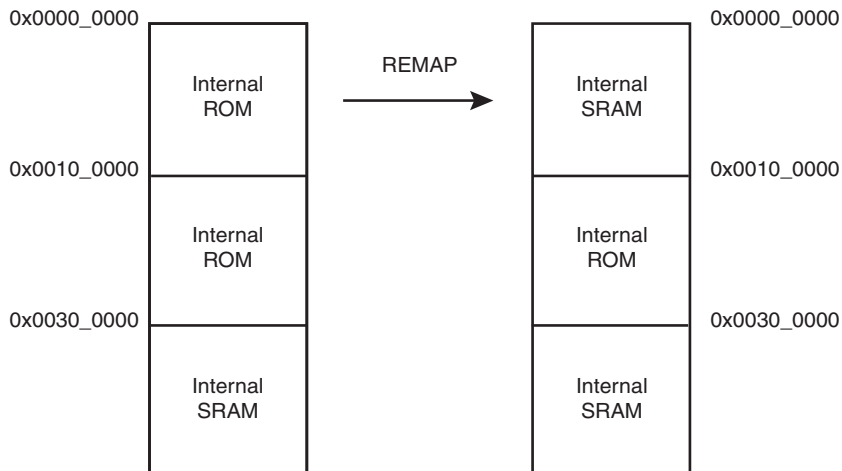 0x0000_0000
Internal
ROM
0x0010_0000
Internal
ROM
0x0030_0000
Internal
SRAM
REMAP
0x0000_0000
Internal
SRAM
0x0010_0000
Internal
ROM
0x0030_0000
Internal
SRAM